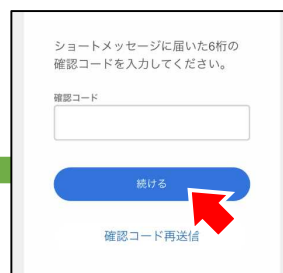 ショートメッセージに届いた6桁の
確認コードを入力してください。
確認コード
続ける
確認コード再送信